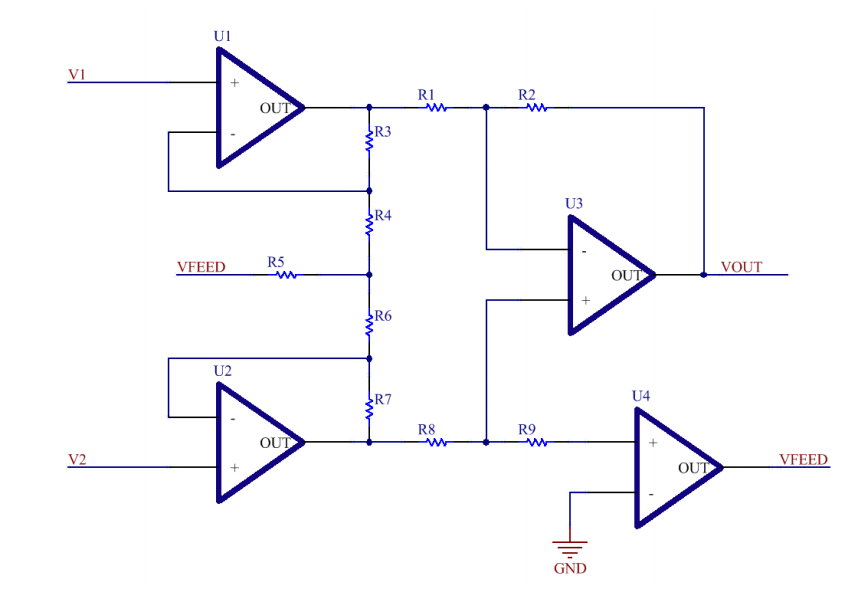 U1
V1
+
OUT
-
R1
R2
R3
R4
U3
VFEED
R5
-
OUT
+
VOUT
R6
U2
-
OUT
+
V2
R7
R8
R9
U4
+
OUT
-
VFEED
GND